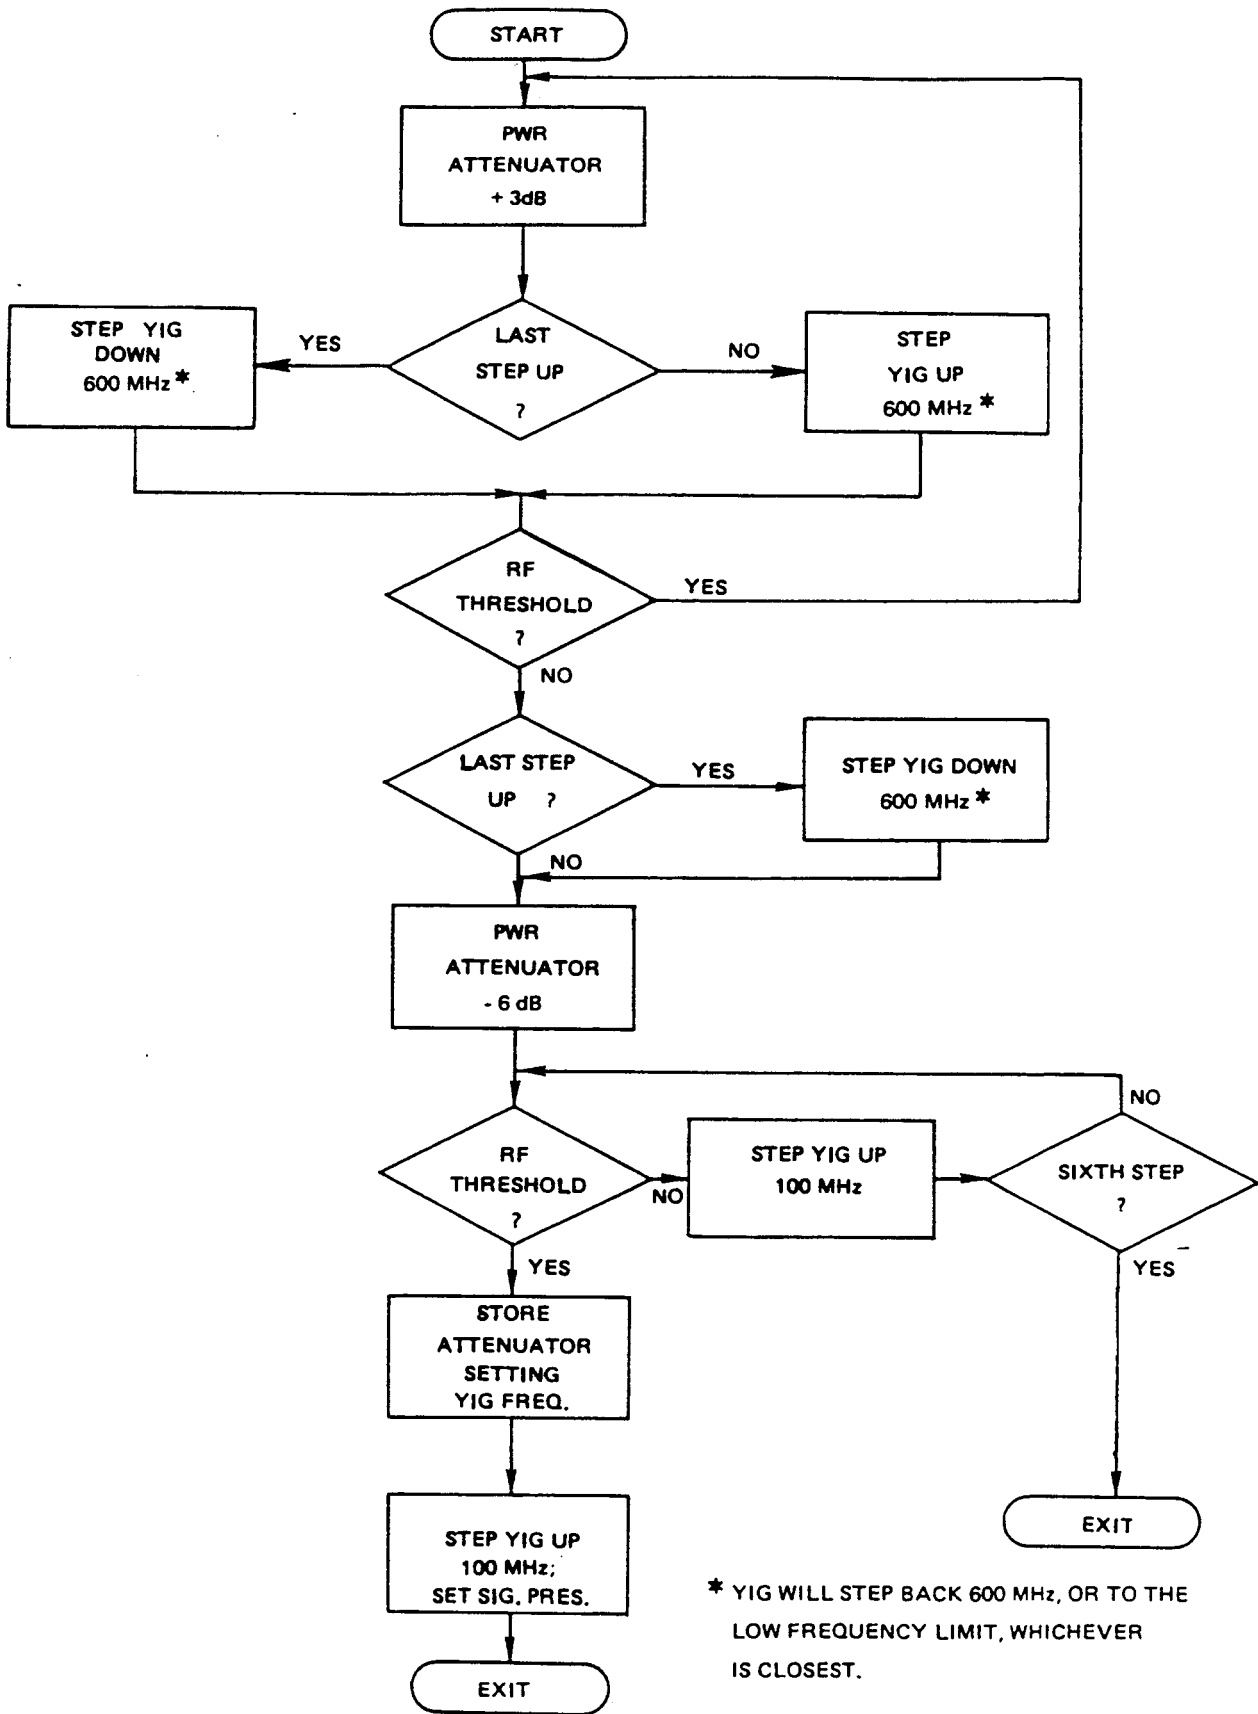 START
PWR
ATTENUATOR
+ 3dB
LAST
STEP UP
?
YES
NO
STEP YIG
DOWN
600 MHz *
STEP
YIG UP
600 MHz *
RF
THRESHOLD
?
YES
NO
LAST STEP
UP ?
YES
STEP YIG DOWN
600 MHz *
NO
PWR
ATTENUATOR
- 6 dB
NO
RF
THRESHOLD
?
NO
STEP YIG UP
100 MHz
SIXTH STEP
?
YES
YES
STORE
ATTENUATOR
SETTING
YIG FREQ.
STEP YIG UP
100 MHz;
SET SIG. PRES.
EXIT
EXIT
* YIG WILL STEP BACK 600 MHz, OR TO THE
LOW FREQUENCY LIMIT, WHICHEVER
IS CLOSEST.